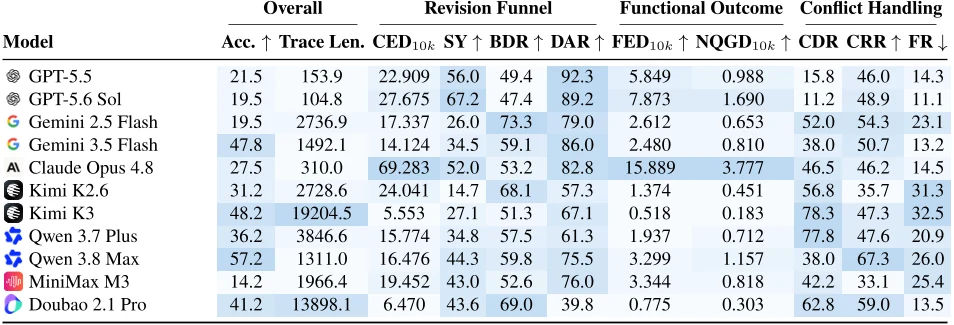 Overall Revision Funnel Functional Outcome Conflict Handling
Model Acc. ↑ Trace Len. CED10k SY ↑ BDR ↑ DAR ↑ FED10k ↑ NQGD10k ↑ CDR CRR ↑ FR ↓
GPT-5.5 21.5 153.9 22.909 56.0 49.4 92.3 5.849 0.988 15.8 46.0 14.3
GPT-5.6 Sol 19.5 104.8 27.675 67.2 47.4 89.2 7.873 1.690 11.2 48.9 11.1
Gemini 2.5 Flash 19.5 2736.9 17.337 26.0 73.3 79.0 2.612 0.653 52.0 54.3 23.1
Gemini 3.5 Flash 47.8 1492.1 14.124 34.5 59.1 86.0 2.480 0.810 38.0 50.7 13.2
Claude Opus 4.8 27.5 310.0 69.283 52.0 53.2 82.8 15.889 3.777 46.5 46.2 14.5
Kimi K2.6 31.2 2728.6 24.041 14.7 68.1 57.3 1.374 0.451 56.8 35.7 31.3
Kimi K3 48.2 19204.5 5.553 27.1 51.3 67.1 0.518 0.183 78.3 47.3 32.5
Qwen 3.7 Plus 36.2 3846.6 15.774 34.8 57.5 61.3 1.937 0.712 77.8 47.6 20.9
Qwen 3.8 Max 57.2 1311.0 16.476 44.3 59.8 75.5 3.299 1.157 38.0 67.3 26.0
MiniMax M3 14.2 1966.4 19.452 43.0 52.6 76.0 3.344 0.818 42.2 33.1 25.4
Doubao 2.1 Pro 41.2 13898.1 6.470 43.6 69.0 39.8 0.775 0.303 62.8 59.0 13.5